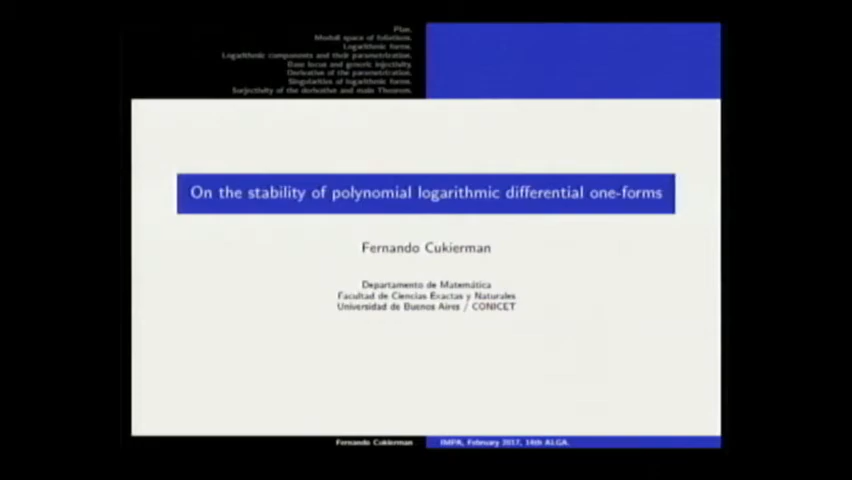 Plan.
Moduli space of foliations.
Logarithmic forms.
Logarithmic components and their parametrization.
Base locus and generic injectivity.
Derivative of the parametrization.
Singularities of logarithmic forms.
Surjectivity of the derivative and main Theorem.
On the stability of polynomial logarithmic differential one-forms
Fernando Cukierman
Departamento de Matemática
Facultad de Ciencias Exactas y Naturales
Universidad de Buenos Aires / CONICET
Fernando Cukierman
IMPA, February 2017, 14th ALGA.